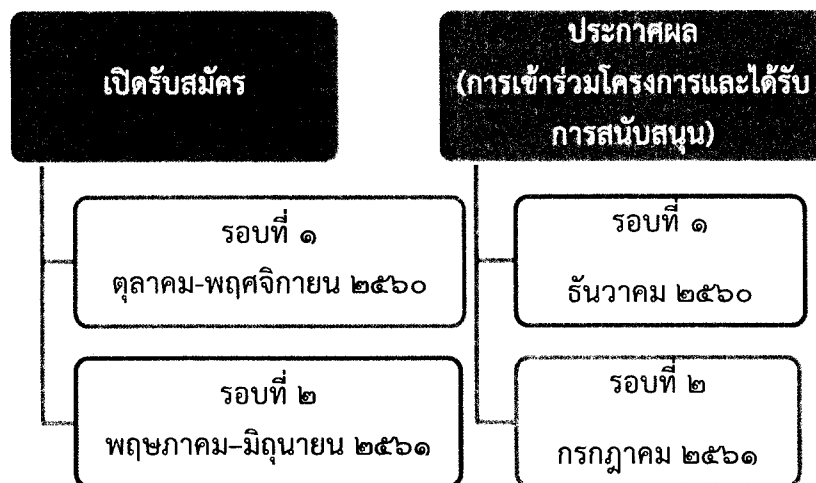 เปิดรับสมัคร
รอบที่ ๑
ตุลาคม-พฤศจิกายน ๒๕๖๐
รอบที่ ๒
พฤษภาคม-มิถุนายน ๒๕๖๑
ประกาศผล
(การเข้าร่วมโครงการและได้รับ
การสนับสนุน)
รอบที่ ๑
ธันวาคม ๒๕๖๐
รอบที่ ๒
กรกฎาคม ๒๕๖๑